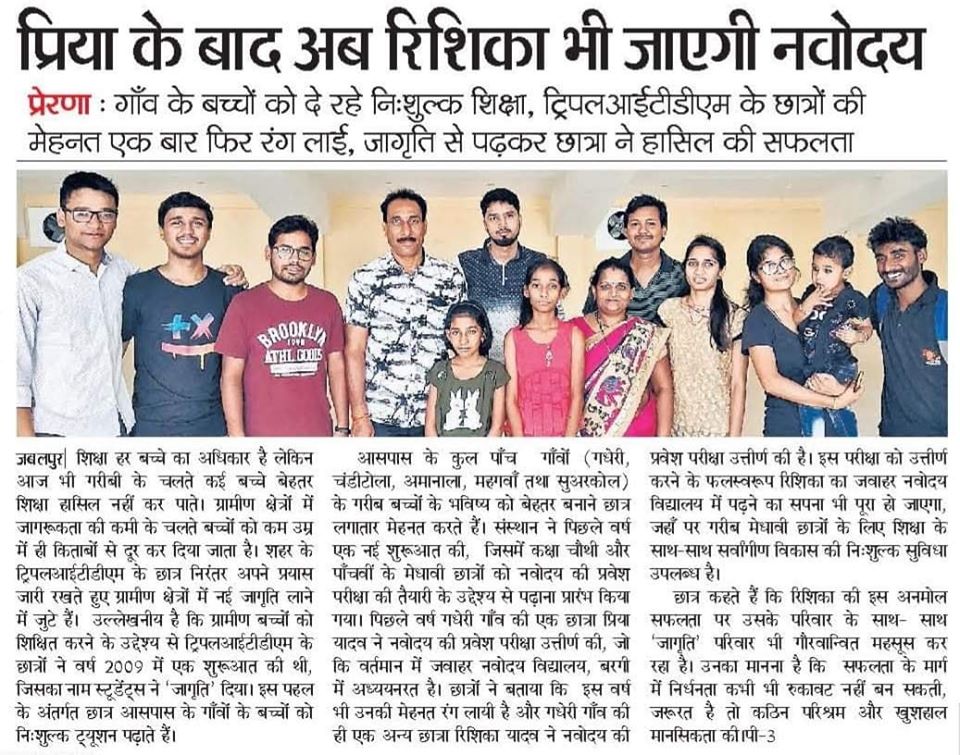 प्रिया के बाद अब रिशिका भी जाएगी नवोदय
प्रेरणा : गाँव के बच्चों को दे रहे निःशुल्क शिक्षा, ट्रिपलआईटीडीएम के छात्रों की
मेहनत एक बार फिर रंग लाई, जागृति से पढ़कर छात्रा ने हासिल की सफलता
BROOKLYN
1998
ATHL.GOODS
जबलपुर| शिक्षा हर बच्चे का अधिकार है लेकिन
आज भी गरीबी के चलते कई बच्चे बेहतर
शिक्षा हासिल नहीं कर पाते। ग्रामीण क्षेत्रों में
जागरूकता की कमी के चलते बच्चों को कम उम्र
में ही किताबों से दूर कर दिया जाता है। शहर के
ट्रिपलआईटीडीएम के छात्र निरंतर अपने प्रयास
जारी रखते हुए ग्रामीण क्षेत्रों में नई जागृति लाने
में जुटे हैं। उल्लेखनीय है कि ग्रामीण बच्चों को
शिक्षित करने के उद्देश्य से ट्रिपलआईटीडीएम के
छात्रों ने वर्ष 2009 में एक शुरूआत की थी,
जिसका नाम स्टूडेंट्स ने 'जागृति' दिया। इस पहल
के अंतर्गत छात्र आसपास के गाँवों के बच्चों को
निःशुल्क ट्यूशन पढ़ाते हैं।
आसपास के कुल पाँच गाँवों (गधेरी,
चंडीटोला, अमानाला, महगवाँ तथा सुअरकोल)
के गरीब बच्चों के भविष्य को बेहतर बनाने छात्र
लगातार मेहनत करते हैं। संस्थान ने पिछले वर्ष
एक नई शुरूआत की, जिसमें कक्षा चौथी और
पाँचवीं के मेधावी छात्रों को नवोदय की प्रवेश
परीक्षा की तैयारी के उद्देश्य से पढ़ाना प्रारंभ किया
गया। पिछले वर्ष गधेरी गाँव की एक छात्रा प्रिया
यादव ने नवोदय की प्रवेश परीक्षा उत्तीर्ण की, जो
कि वर्तमान में जवाहर नवोदय विद्यालय, बरगी
में अध्ययनरत है। छात्रों ने बताया कि इस वर्ष
भी उनकी मेहनत रंग लायी है और गधेरी गाँव की
ही एक अन्य छात्रा रिशिका यादव ने नवोदय की
प्रवेश परीक्षा उत्तीर्ण की है। इस परीक्षा को उत्तीर्ण
करने के फलस्वरूप रिशिका का जवाहर नवोदय
विद्यालय में पढ़ने का सपना भी पूरा हो जाएगा,
जहाँ पर गरीब मेधावी छात्रों के लिए शिक्षा के
साथ-साथ सर्वांगीण विकास की निःशुल्क सुविधा
उपलब्ध है।
छात्र कहते हैं कि रिशिका की इस अनमोल
सफलता पर उसके परिवार के साथ- साथ
'जागृति' परिवार भी गौरवान्वित महसूस कर
रहा है। उनका मानना है कि सफलता के मार्ग
में निर्धनता कभी भी रुकावट नहीं बन सकती,
जरूरत है तो कठिन परिश्रम और खुशहाल
मानसिकता की।पी-3